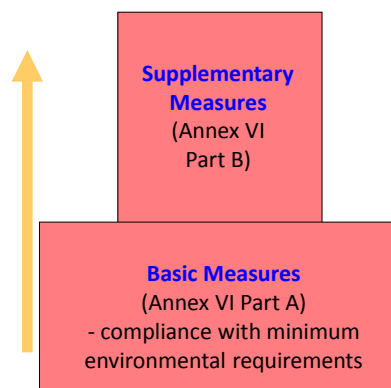 Supplementary
Measures
(Annex VI
Part B)
Basic Measures
(Annex VI Part A)
- compliance with minimum
environmental requirements